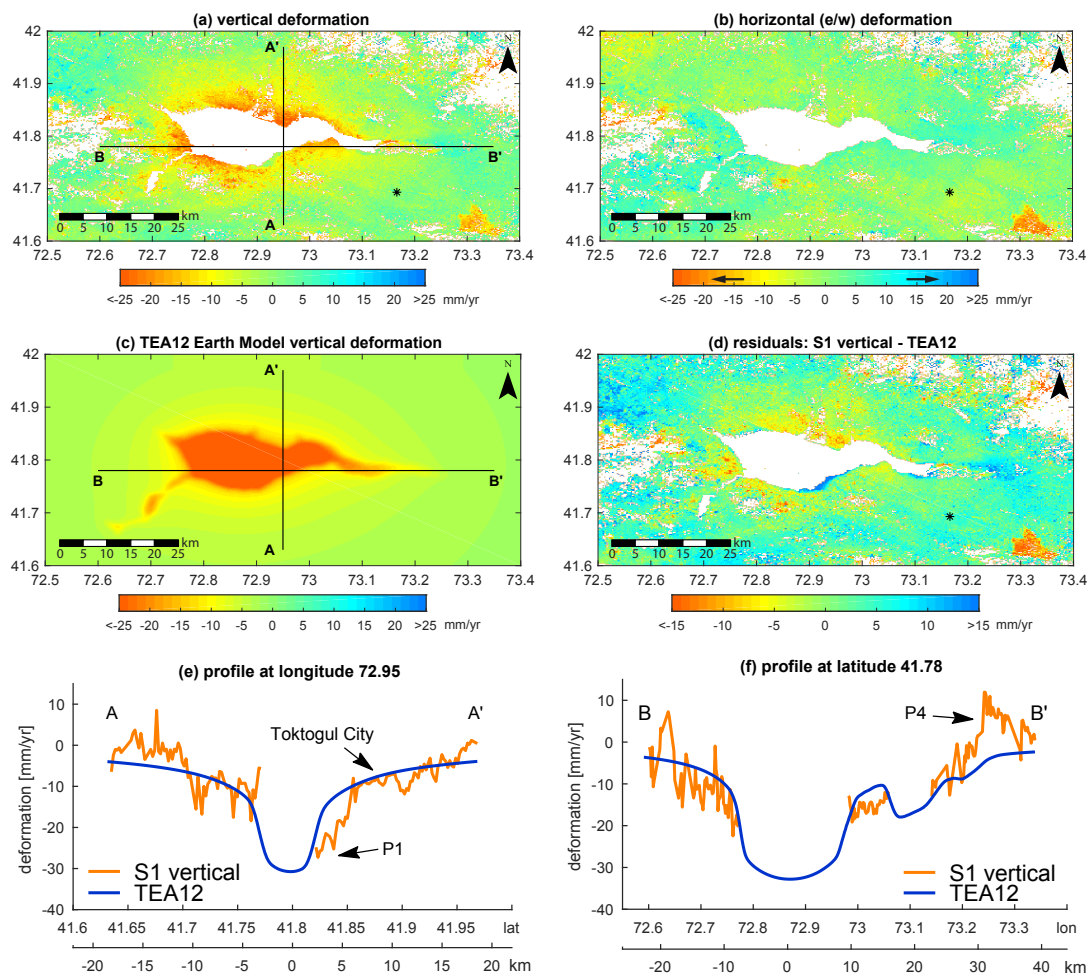 (a) vertical deformation
(b) horizontal (e/w) deformation
42
41.9
41.8
41.7
41.6
A'
B
B'
A
N
0 5 10 15 20 25 km
72.5 72.6 72.7 72.8 72.9 73 73.1 73.2 73.3 73.4
<-25 -20 -15 -10 -5 0 5 10 15 20 >25 mm/yr
42
41.9
41.8
41.7
41.6
N
0 5 10 15 20 25 km
72.5 72.6 72.7 72.8 72.9 73 73.1 73.2 73.3 73.4
<-25 -20 -15 -10 -5 0 5 10 15 20 >25 mm/yr
(c) TEA12 Earth Model vertical deformation
(d) residuals: S1 vertical - TEA12
42
41.9
41.8
41.7
41.6
A'
B
B'
A
N
0 5 10 15 20 25 km
72.5 72.6 72.7 72.8 72.9 73 73.1 73.2 73.3 73.4
<-25 -20 -15 -10 -5 0 5 10 15 20 >25 mm/yr
42
41.9
41.8
41.7
41.6
N
0 5 10 15 20 25 km
72.5 72.6 72.7 72.8 72.9 73 73.1 73.2 73.3 73.4
<-15 -10 -5 0 5 10 >15 mm/yr
(e) profile at longitude 72.95
deformation [mm/yr]
10
0
-10
-20
-30
-40
A
A'
Toktogul City
P1
S1 vertical
TEA12
41.6 41.65 41.7 41.75 41.8 41.85 41.9 41.95 lat
-20 -15 -10 -5 0 5 10 15 20 km
(f) profile at latitude 41.78
deformation [mm/yr]
10
0
-10
-20
-30
-40
B
B'
P4
S1 vertical
TEA12
72.6 72.7 72.8 72.9 73 73.1 73.2 73.3 lon
-20 -10 0 10 20 30 40 km